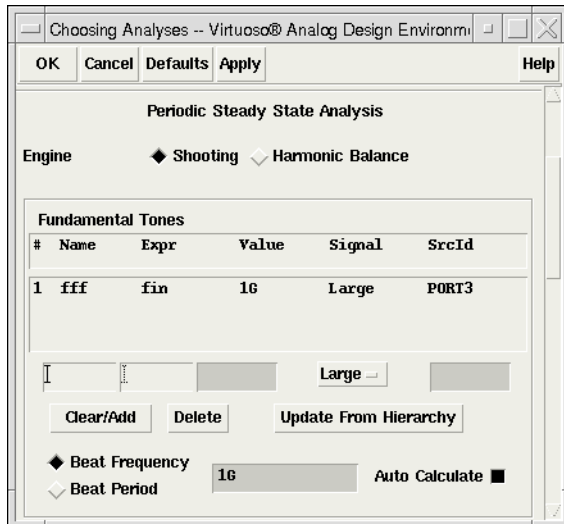 Choosing Analyses -- Virtuoso® Analog Design Environm
OK Cancel Defaults Apply Help
Periodic Steady State Analysis
Engine Shooting Harmonic Balance
Fundamental Tones
# Name Expr Value Signal SrcId
1 fff fin 1G Large PORT3
Large
Clear/Add Delete Update From Hierarchy
Beat Frequency 1G Auto Calculate
Beat Period